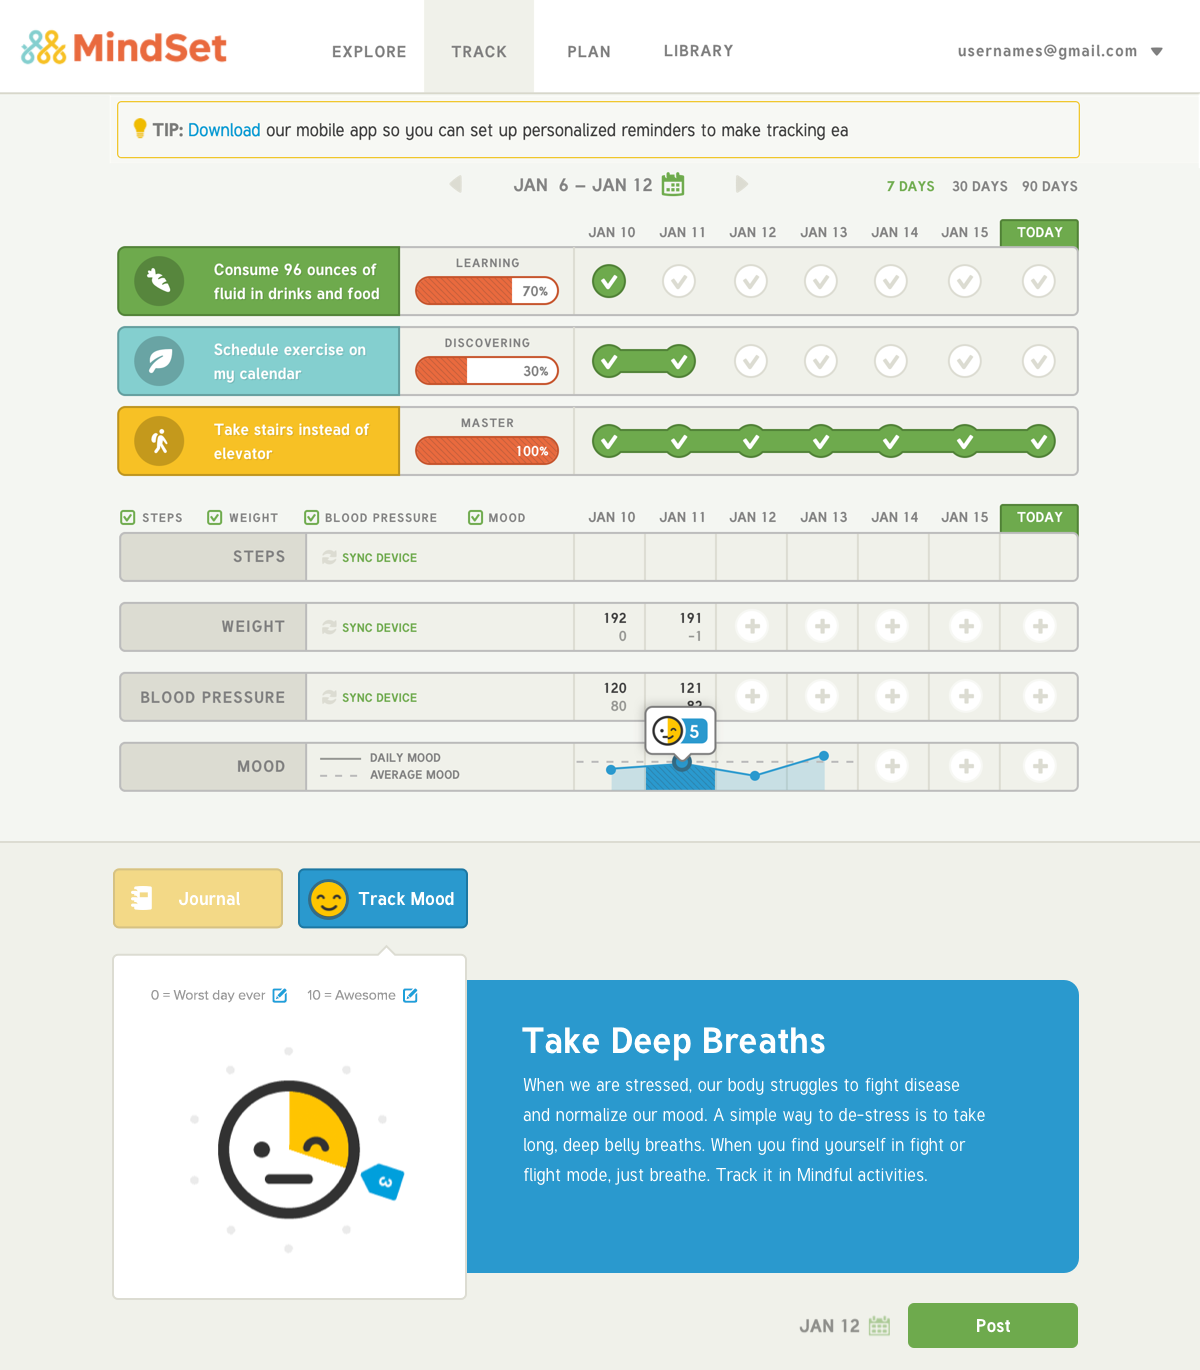 MindSet
EXPLORE TRACK PLAN LIBRARY usernames@gmail.com
TIP: Download our mobile app so you can set up personalized reminders to make tracking ea
JAN 6 – JAN 12
7 DAYS 30 DAYS 90 DAYS
JAN 10 JAN 11 JAN 12 JAN 13 JAN 14 JAN 15 TODAY
Consume 96 ounces of
fluid in drinks and food
LEARNING
70%
Schedule exercise on
my calendar
DISCOVERING
30%
Take stairs instead of
elevator
MASTER
100%
STEPS WEIGHT BLOOD PRESSURE MOOD JAN 10 JAN 11 JAN 12 JAN 13 JAN 14 JAN 15 TODAY
STEPS SYNC DEVICE
WEIGHT SYNC DEVICE
192 191
0 -1
BLOOD PRESSURE SYNC DEVICE
120 121
80 82
5
MOOD
DAILY MOOD
AVERAGE MOOD
Journal Track Mood
0 = Worst day ever 10 = Awesome
3
Take Deep Breaths
When we are stressed, our body struggles to fight disease
and normalize our mood. A simple way to de-stress is to take
long, deep belly breaths. When you find yourself in fight or
flight mode, just breathe. Track it in Mindful activities.
JAN 12 Post